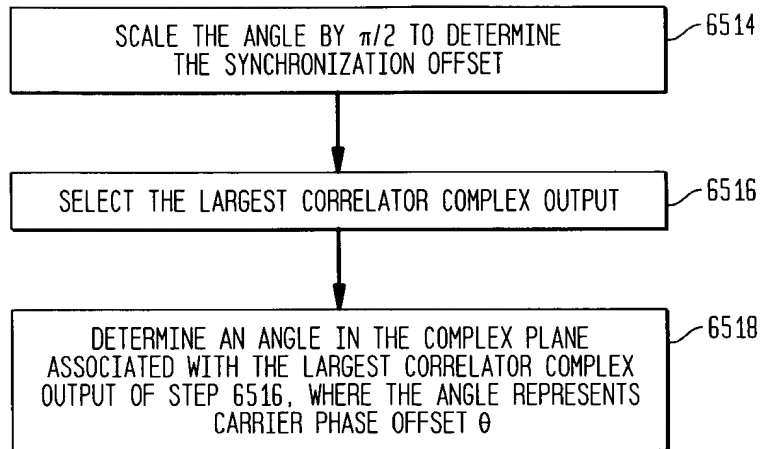 SCALE THE ANGLE BY π/2 TO DETERMINE
THE SYNCHRONIZATION OFFSET
6514
SELECT THE LARGEST CORRELATOR COMPLEX OUTPUT
6516
DETERMINE AN ANGLE IN THE COMPLEX PLANE
ASSOCIATED WITH THE LARGEST CORRELATOR COMPLEX
OUTPUT OF STEP 6516, WHERE THE ANGLE REPRESENTS
CARRIER PHASE OFFSET θ
6518